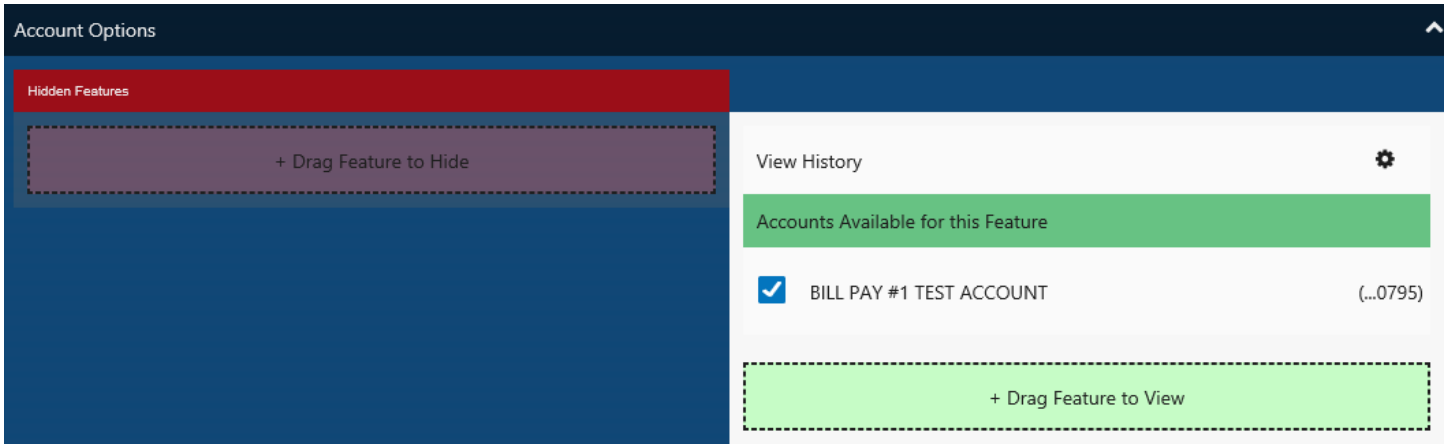 Account Options
Hidden Features
+ Drag Feature to Hide
View History
Accounts Available for this Feature
BILL PAY #1 TEST ACCOUNT (...0795)
+ Drag Feature to View